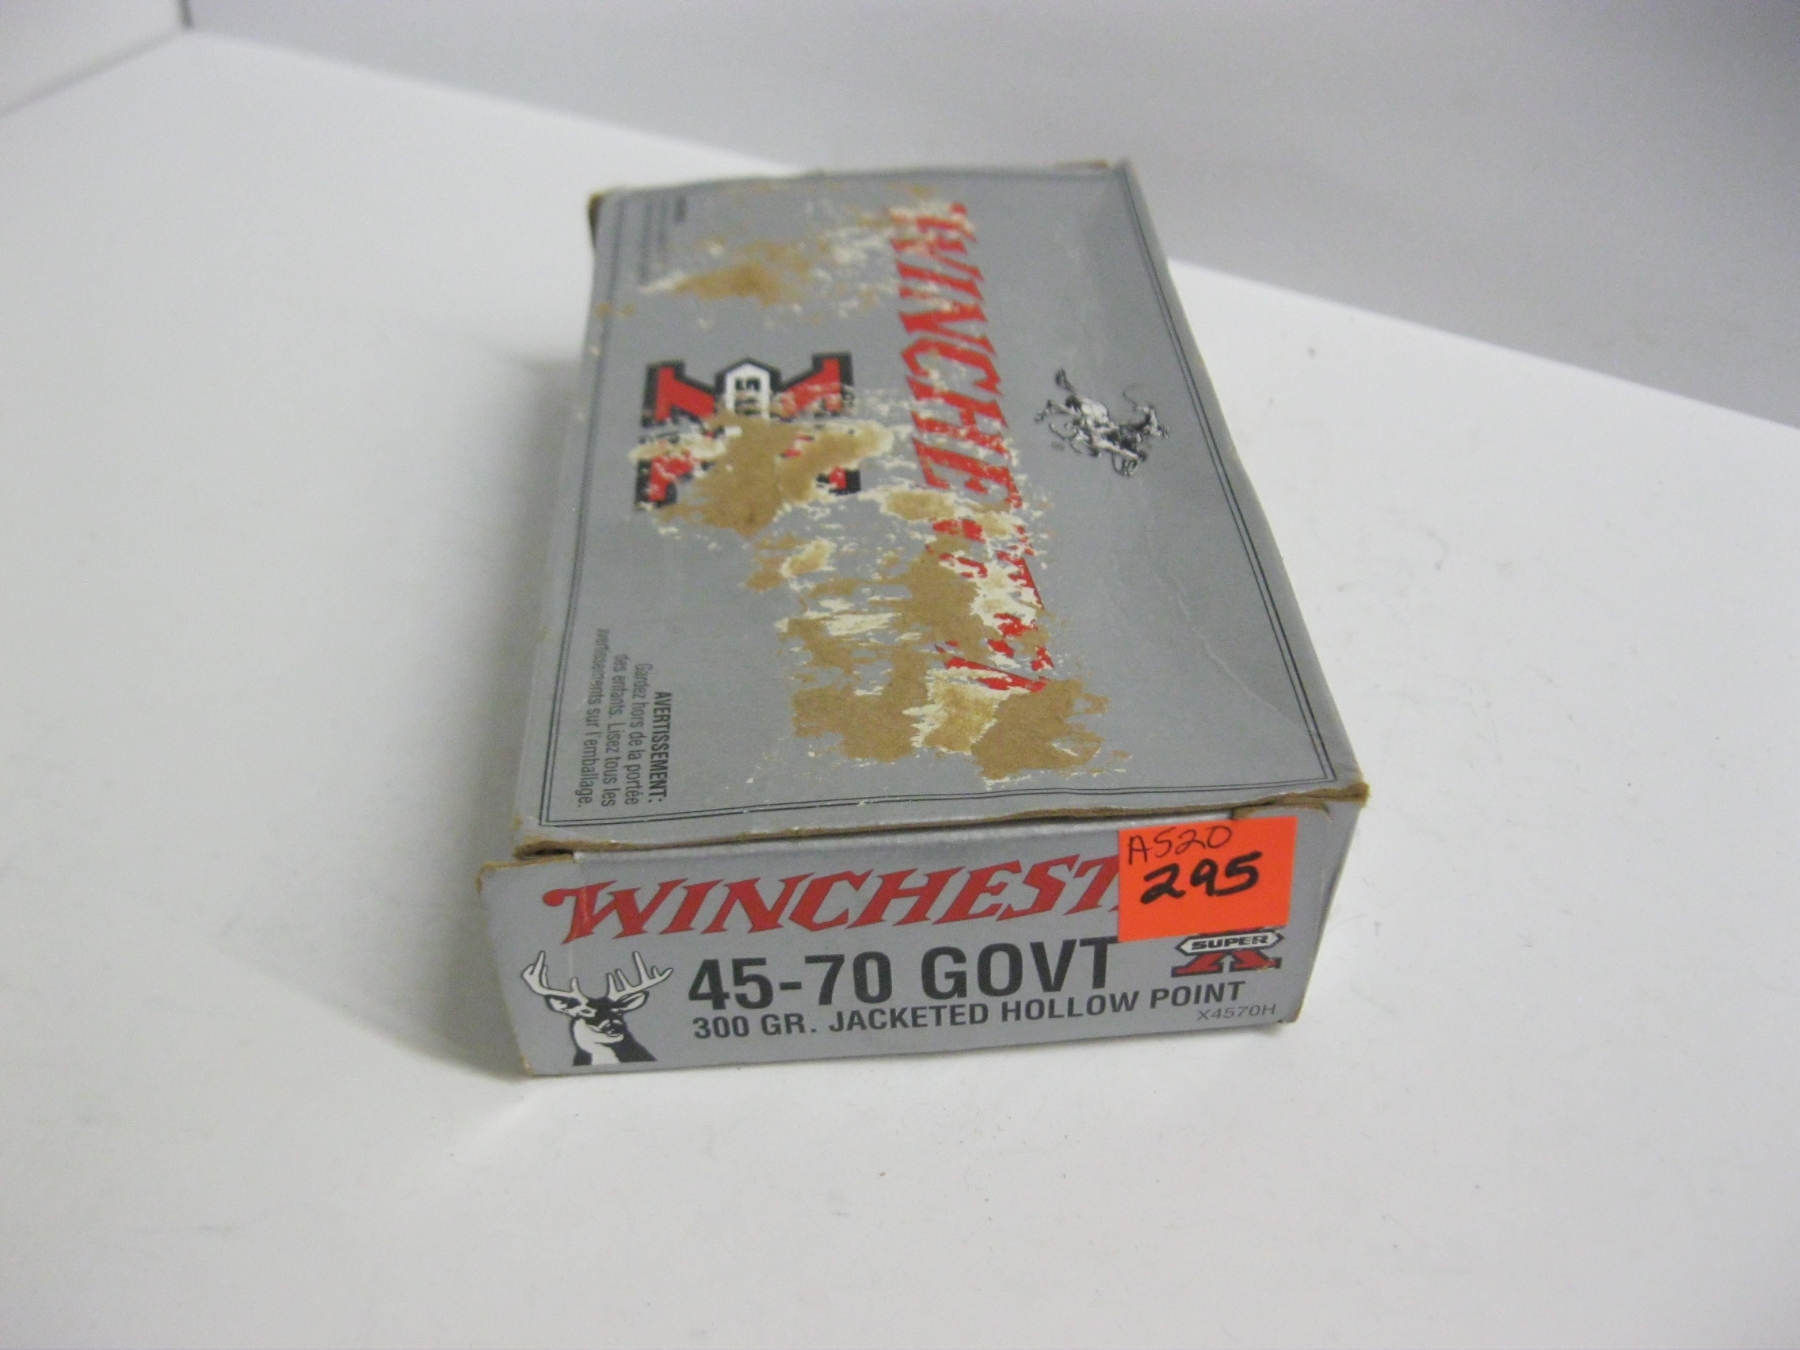 WINCHESTER
AVERTISSEMENT:
Gardez hors de la portée
des enfants. Lisez tous les
avertissements sur l'emballage.
WINCHEST
A520
295
SUPER
X
45-70 GOVT
300 GR. JACKETED HOLLOW POINT
X4570H